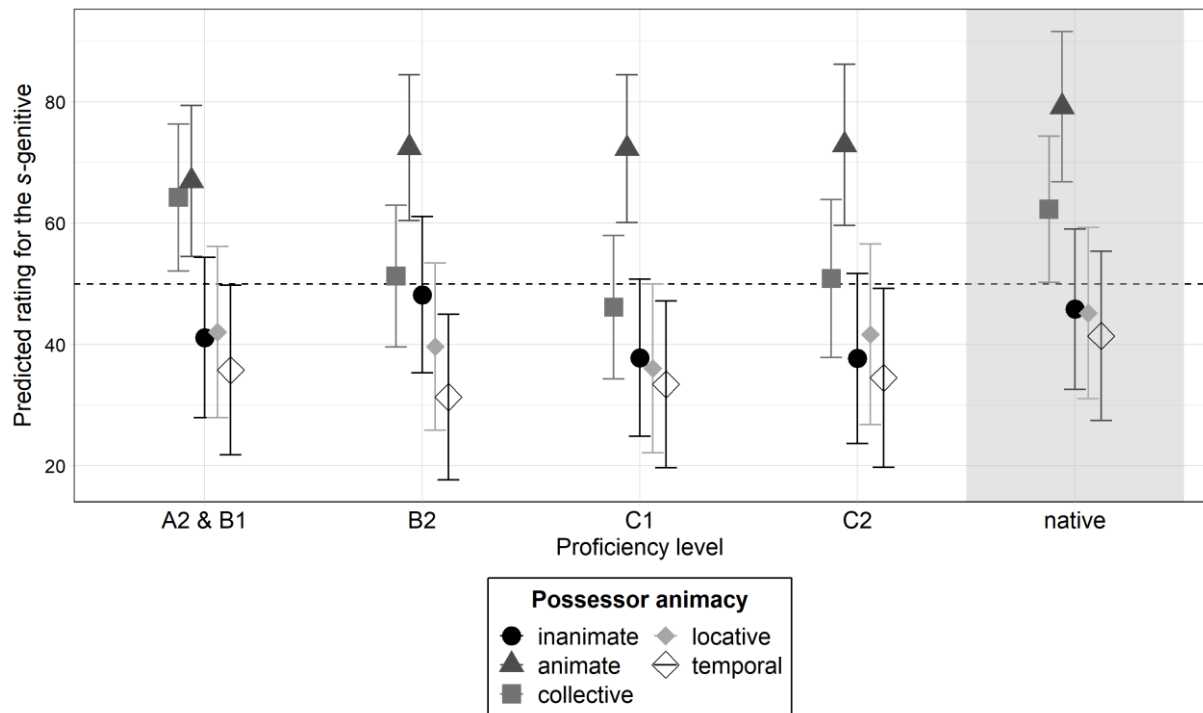 Predicted rating for the s-genitive
80
60
40
20
A2 & B1 B2 C1 C2 native
Proficiency level
Possessor animacy
inanimate locative
animate temporal
collective